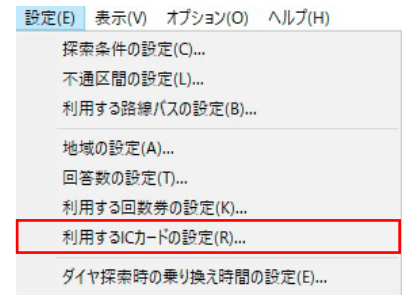 設定(E) 表示(V) オプション(O) ヘルプ(H)
探索条件の設定(C)...
不通区間の設定(L)...
利用する路線バスの設定(B)...
地域の設定(A)...
回答数の設定(T)...
利用する回数券の設定(K)...
利用するICカードの設定(R)...
ダイヤ探索時の乗り換え時間の設定(E)...